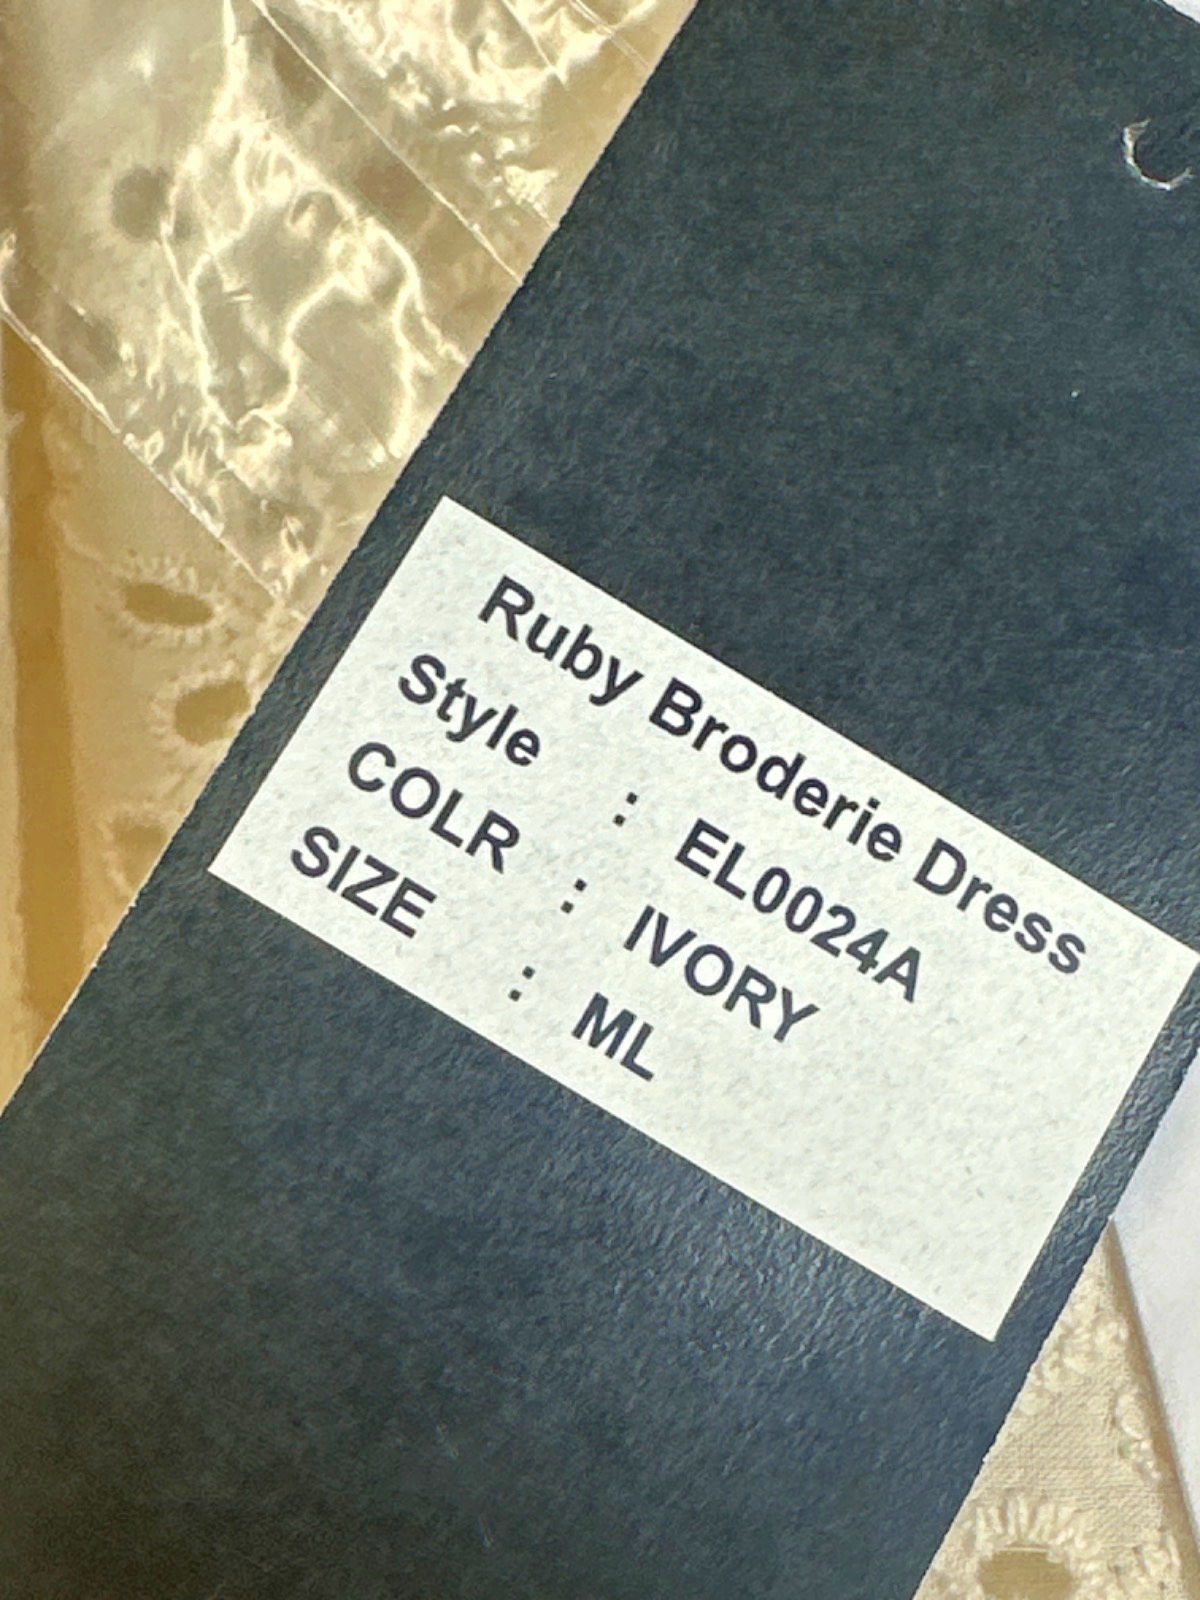 Ruby Broderie Dress
Style : EL0024A
COLR : IVORY
SIZE : ML